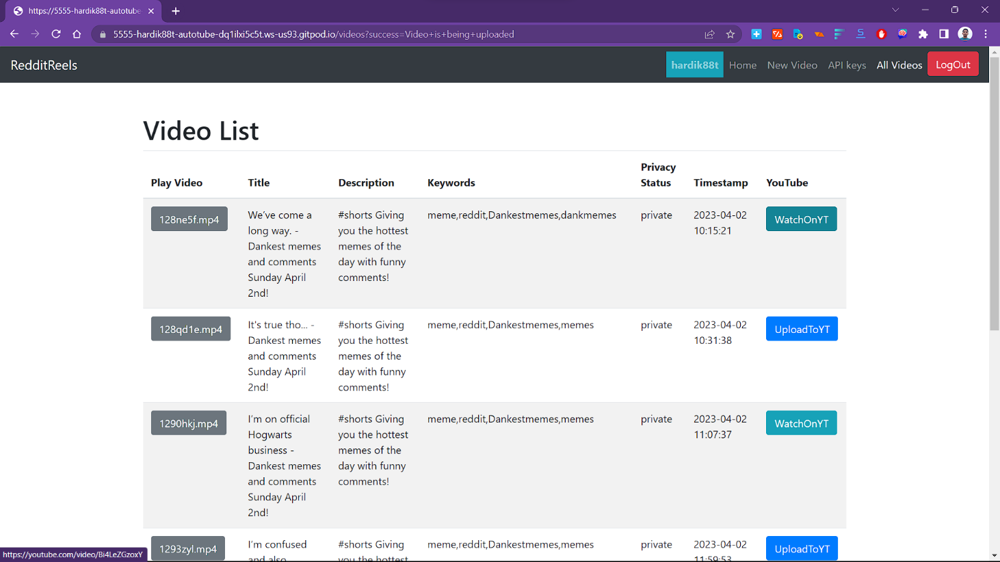 https://5555-hardik88t-autotube-
5555-hardik88t-autotube-dq1ilxi5c5t.ws-us93.gitpod.io/videos?success=Video+is+being+uploaded
RedditReels
hardik88t Home New Video API keys All Videos LogOut
Video List
Play Video Title Description Keywords Privacy Status Timestamp YouTube
128ne5f.mp4
We’ve come a
long way. -
Dankest memes
and comments
Sunday April
2nd!
#shorts Giving
you the hottest
memes of the
day with funny
comments!
meme,reddit,Dankestmemes,dankmemes
private
2023-04-02
10:15:21
WatchOnYT
128qd1e.mp4
It's true tho... -
Dankest memes
and comments
Sunday April
2nd!
#shorts Giving
you the hottest
memes of the
day with funny
comments!
meme,reddit,Dankestmemes,memes
private
2023-04-02
10:31:38
UploadToYT
1290hkj.mp4
I’m on official
Hogwarts
business -
Dankest memes
and comments
Sunday April
2nd!
#shorts Giving
you the hottest
memes of the
day with funny
comments!
meme,reddit,Dankestmemes,memes
private
2023-04-02
11:07:37
WatchOnYT
1293zyl.mp4
I’m confused
and also
#shorts Giving
you the hottest
meme,reddit,Dankestmemes,memes
private
2023-04-02
11:59:53
UploadToYT
https://youtube.com/video/Bi4LeZGzoxY